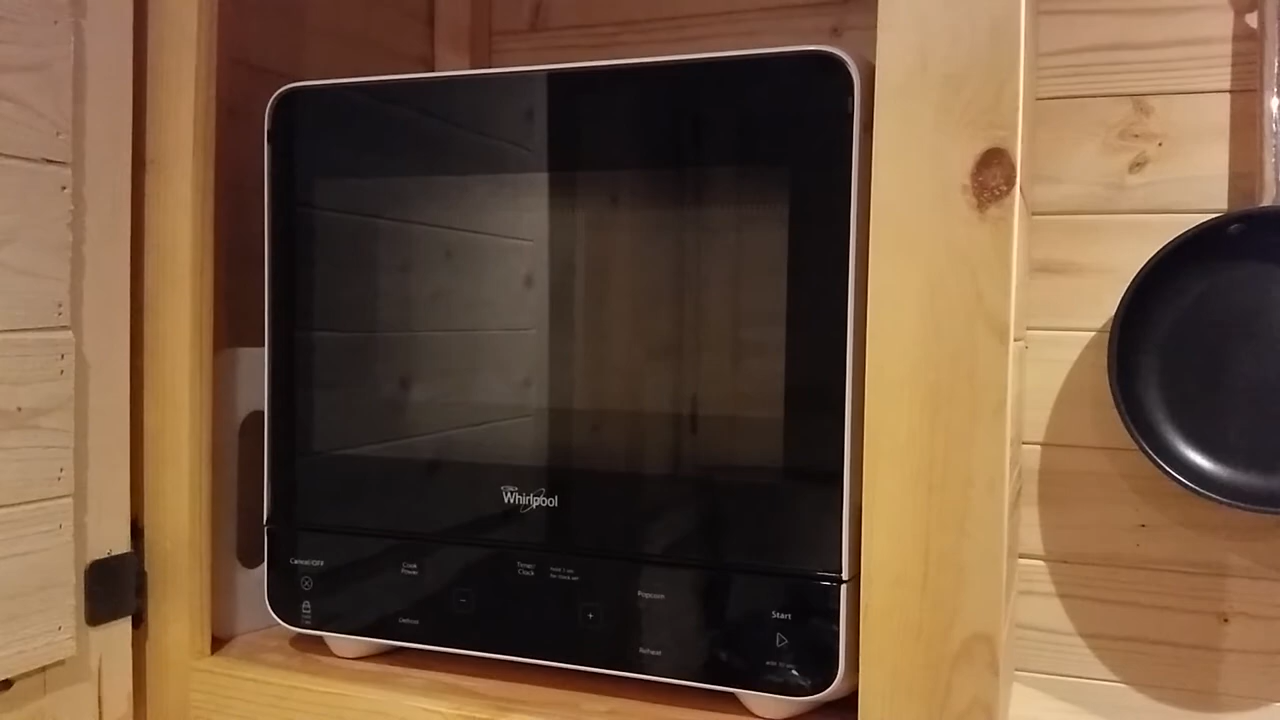 Whirlpool
Cancel/OFF
Cook
Power
Timer/
Clock
Popcorn
Start
Defrost
Reheat